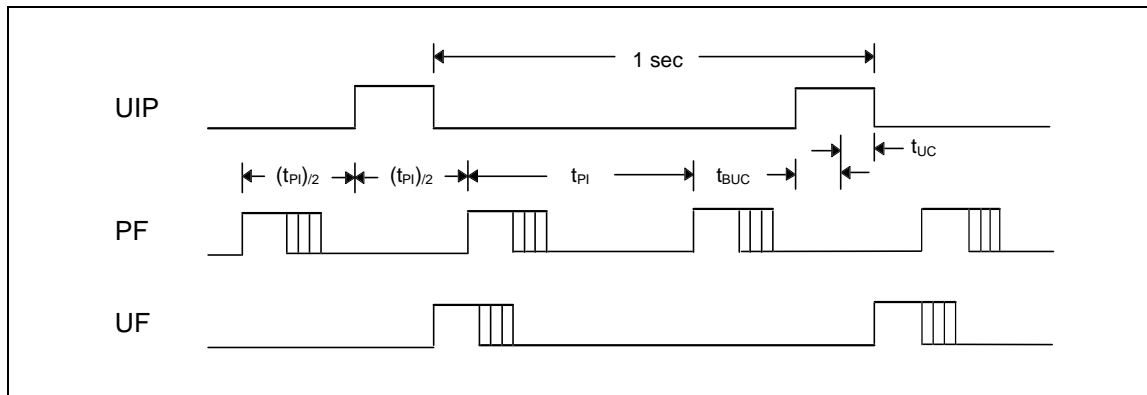 1 sec
UIP
tUC
(tPI)/2 (tPI)/2 tPI tBUC
PF
UF